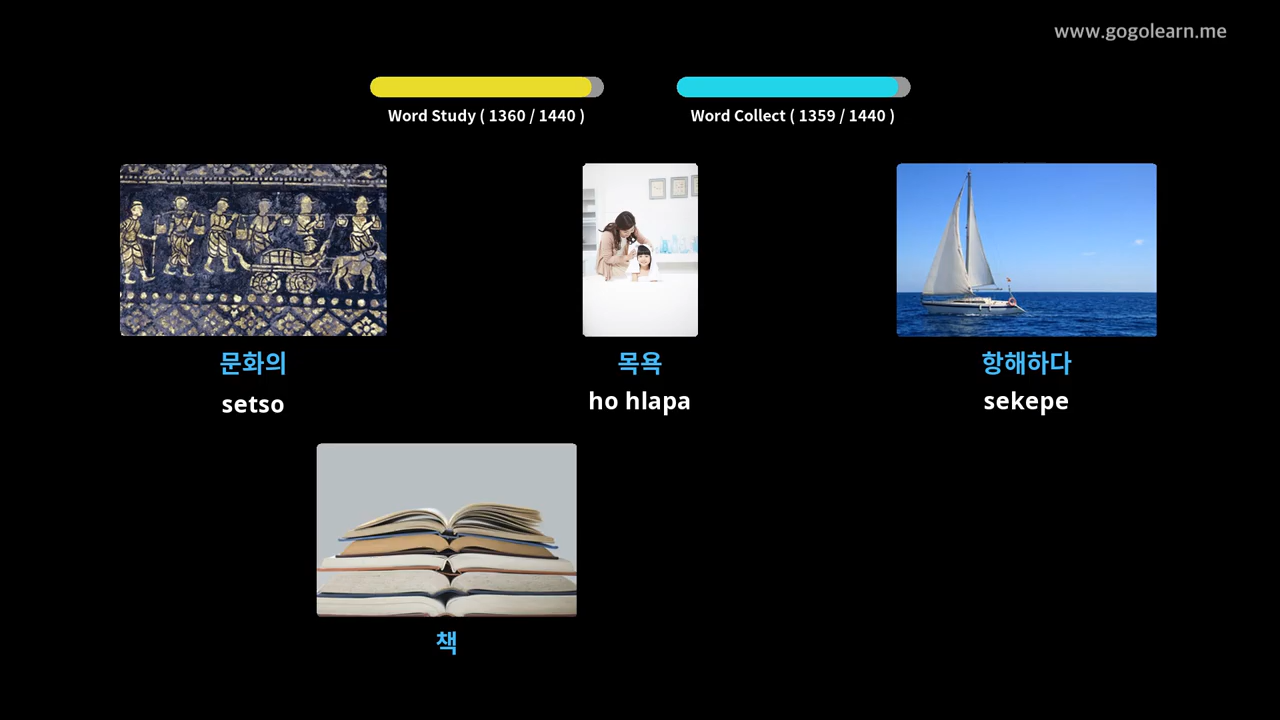 www.gogolearn.me
Word Study ( 1360 / 1440 )
Word Collect ( 1359 / 1440 )
문화의
목욕
항해하다
setso
ho hlapa
sekepe
책